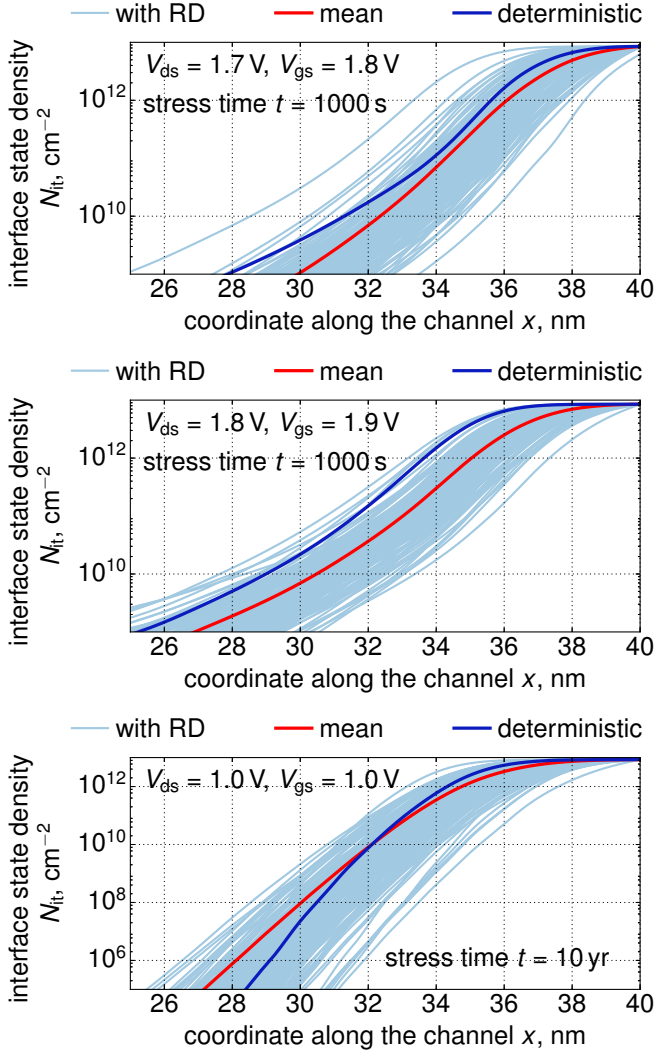 with RD mean deterministic
interface state density
N_it, cm^−2
10^12
10^10
V_ds = 1.7 V, V_gs = 1.8 V
stress time t = 1000 s
26 28 30 32 34 36 38 40
coordinate along the channel x, nm
with RD mean deterministic
interface state density
N_it, cm^−2
10^12
10^10
V_ds = 1.8 V, V_gs = 1.9 V
stress time t = 1000 s
26 28 30 32 34 36 38 40
coordinate along the channel x, nm
with RD mean deterministic
interface state density
N_it, cm^−2
10^12
10^10
10^8
10^6
V_ds = 1.0 V, V_gs = 1.0 V
stress time t = 10 yr
26 28 30 32 34 36 38 40
coordinate along the channel x, nm